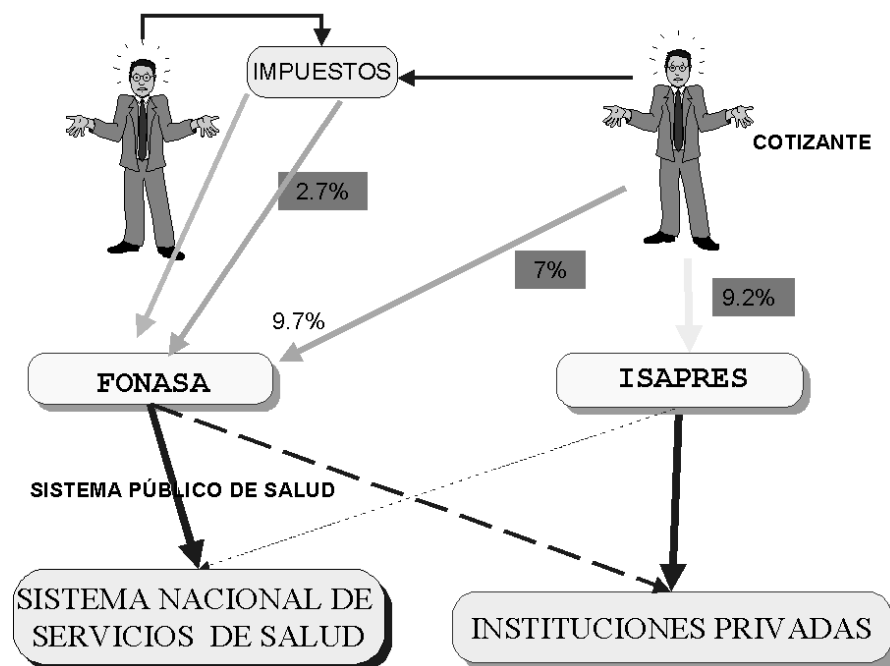 IMPUESTOS
COTIZANTE
2.7%
7%
9.2%
9.7%
FONASA
ISAPRES
SISTEMA PÚBLICO DE SALUD
SISTEMA NACIONAL DE
SERVICIOS DE SALUD
INSTITUCIONES PRIVADAS